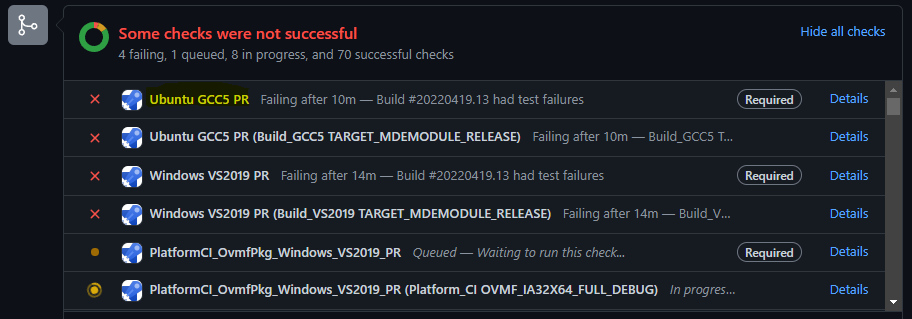 Some checks were not successful
Hide all checks
4 failing, 1 queued, 8 in progress, and 70 successful checks
Ubuntu GCC5 PR Failing after 10m — Build #20220419.13 had test failures Required Details
Ubuntu GCC5 PR (Build_GCC5 TARGET_MDEMODULE_RELEASE) Failing after 10m — Build_GCC5 T... Details
Windows VS2019 PR Failing after 14m — Build #20220419.13 had test failures Required Details
Windows VS2019 PR (Build_VS2019 TARGET_MDEMODULE_RELEASE) Failing after 14m — Build_V... Details
PlatformCI_OvmfPkg_Windows_VS2019_PR Queued — Waiting to run this check... Required Details
PlatformCI_OvmfPkg_Windows_VS2019_PR (Platform_CI OVMF_IA32X64_FULL_DEBUG) In progres... Details